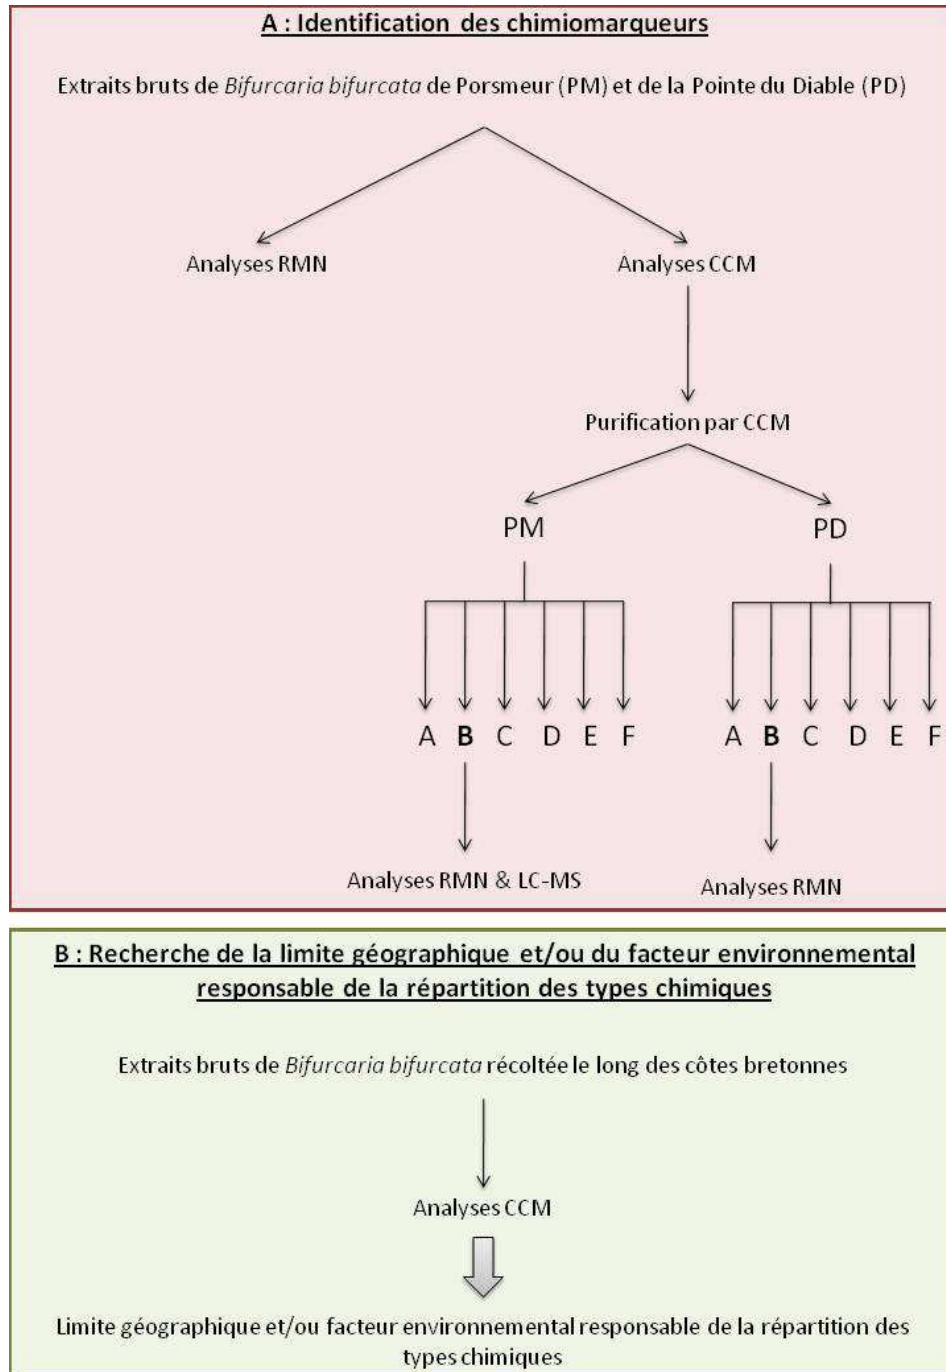 A : Identification des chimiomarqueurs
Extraits bruts de Bifurcaria bifurcata de Porsmeur (PM) et de la Pointe du Diable (PD)
Analyses RMN
Analyses CCM
Purification par CCM
PM
PD
A B C D E F
A B C D E F
Analyses RMN & LC-MS
Analyses RMN
B : Recherche de la limite géographique et/ou du facteur environnemental
responsable de la répartition des types chimiques
Extraits bruts de Bifurcaria bifurcata récoltée le long des côtes bretonnes
Analyses CCM
Limite géographique et/ou facteur environnemental responsable de la répartition des
types chimiques